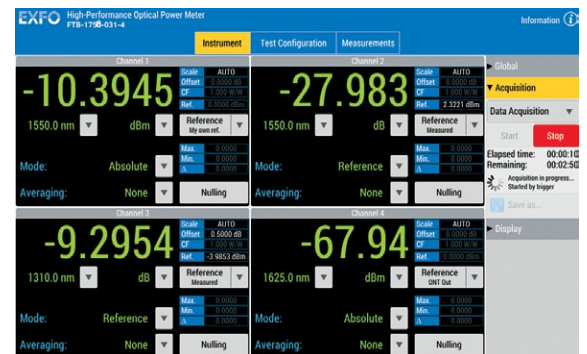 EXFO High-Performance Optical Power Meter
FTB-1750-031-4
Information
Instrument Test Configuration Measurements
Channel 1
-10.3945
Scale AUTO
Offset 0.0000 dB
CF 1.000 W/W
Ref. 0.0000 dBm
1550.0 nm dBm Reference
My own ref.
Max. 0.0000
Min. 0.0000
Δ 0.0000
Mode: Absolute
Averaging: None Nulling
Channel 2
-27.983
Scale AUTO
Offset 0.0000 dB
CF 1.000 W/W
Ref. 2.3221 dBm
1550.0 nm dB Reference
Measured
Max. 0.0000
Min. 0.0000
Δ 0.0000
Mode: Reference
Averaging: None Nulling
Channel 3
-9.2954
Scale AUTO
Offset 0.5000 dB
CF 1.000 W/W
Ref. -3.9853 dBm
1310.0 nm dB Reference
Measured
Max. 0.0000
Min. 0.0000
Δ 0.0000
Mode: Reference
Averaging: None Nulling
Channel 4
-67.94
Scale AUTO
Offset 0.0000 dB
CF 1.000 W/W
Ref. 0.0000 dBm
1625.0 nm dBm Reference
ONT Out
Max. 0.0000
Min. 0.0000
Δ 0.0000
Mode: Absolute
Averaging: None Nulling
Global
Acquisition
Data Acquisition
Start Stop
Elapsed time:
Remaining:
Acquisition in progress...
Started by trigger
Save as...
Display